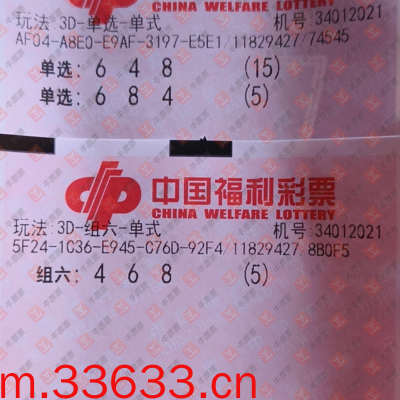 CHINA WELFARE LOTTERY
玩法:3D-单选-单式 机号:34012021
AF04-A8E0-E9AF-3197-E5E1/11829427/74545
单选: 6 4 8 (15)
单选: 6 8 4 (5)
中国福利彩票
CHINA WELFARE LOTTERY
玩法:3D-组六-单式 机号:34012021
5F24-1C36-E945-C76D-92F4/11829427/8B0F5
组六: 4 6 8 (5)
m.33633.cn